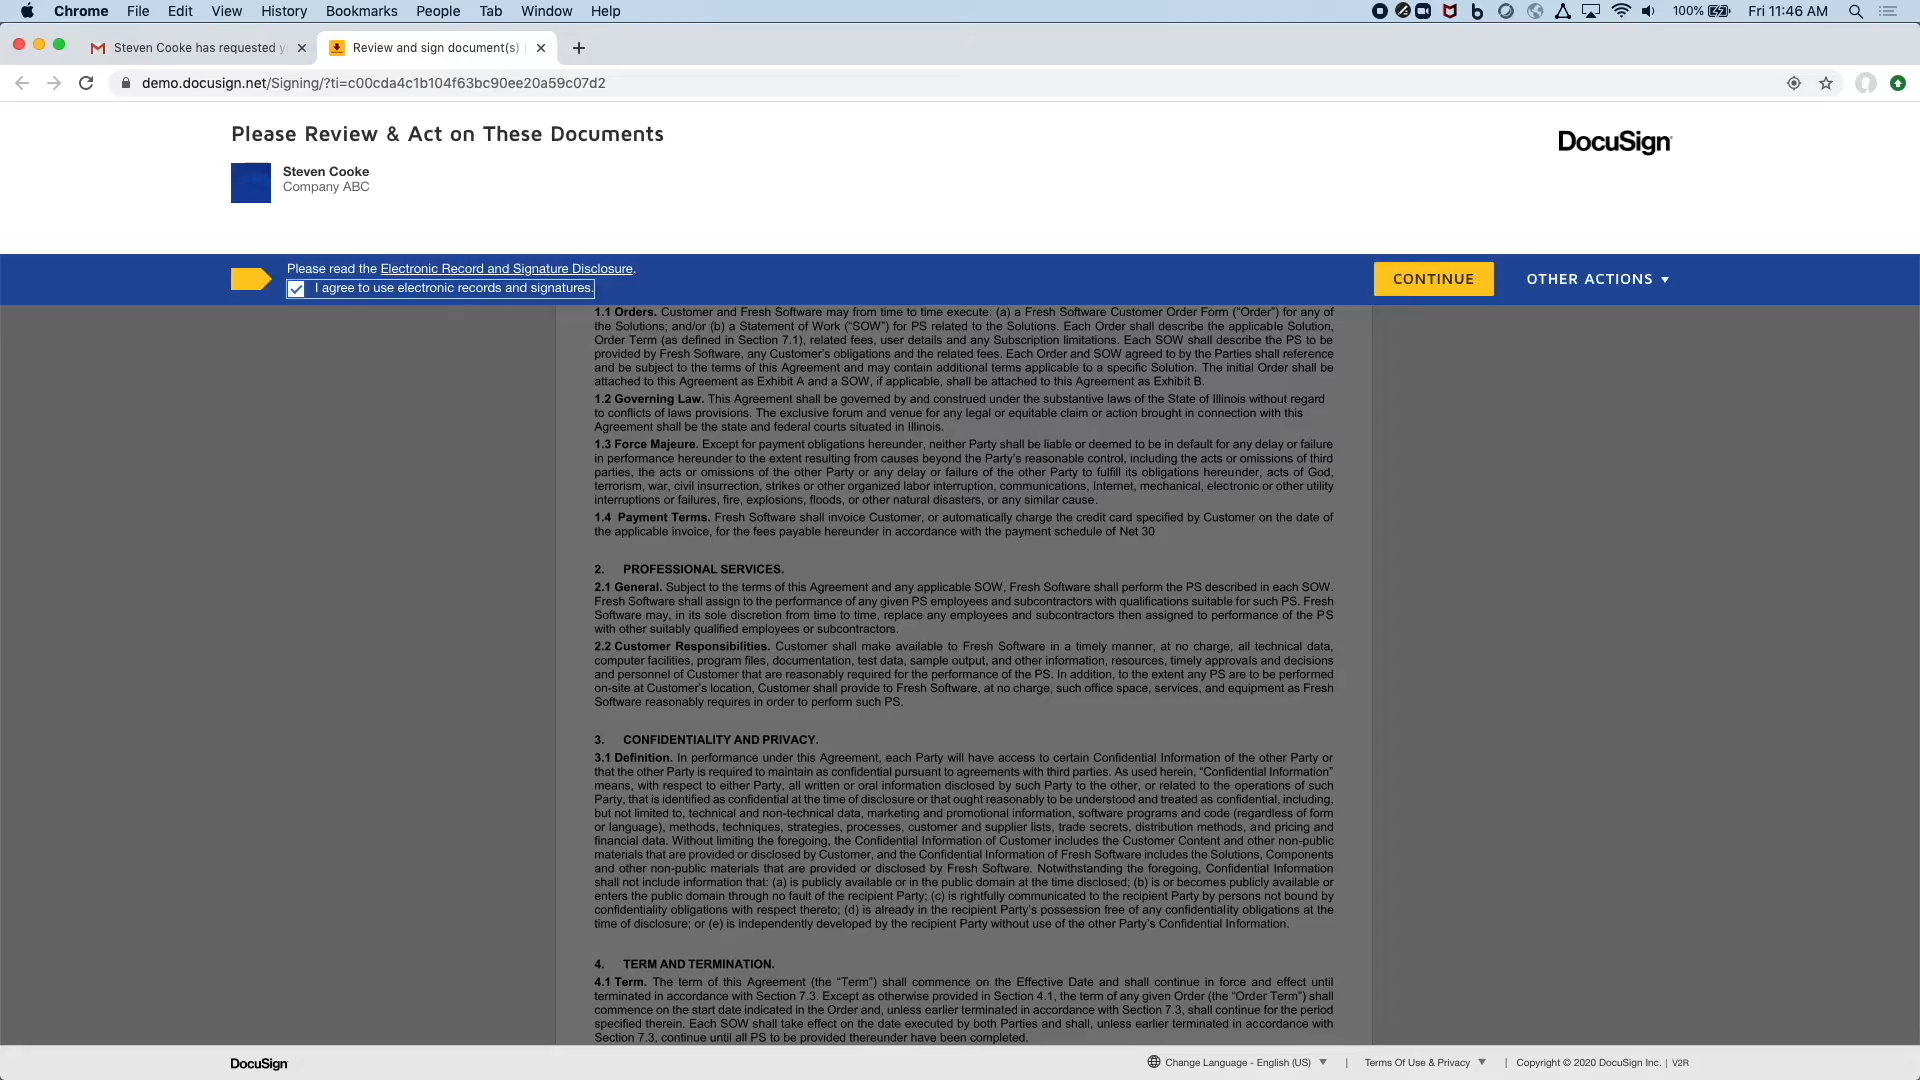 Chrome File Edit View History Bookmarks People Tab Window Help 100% Fri 11:46 AM
Steven Cooke has requested y Review and sign document(s)
demo.docusign.net/Signing/?ti=c00cda4c1b104f63bc90ee20a59c07d2
Please Review & Act on These Documents
DocuSign
Steven Cooke
Company ABC
Please read the Electronic Record and Signature Disclosure.
I agree to use electronic records and signatures.
CONTINUE OTHER ACTIONS
1.1 Orders. Customer and Fresh Software may from time to time execute: (a) a Fresh Software Customer Order Form (“Order”) for any of
the Solutions; and/or (b) a Statement of Work (“SOW”) for PS related to the Solutions. Each Order shall describe the applicable Solution,
Order Term (as defined in Section 7.1), related fees, user details and any Subscription limitations. Each SOW shall describe the PS to be
provided by Fresh Software, any Customer’s obligations and the related fees. Each Order and SOW agreed to by the Parties shall reference
and be subject to the terms of this Agreement and may contain additional terms applicable to a specific Solution. The initial Order shall be
attached to this Agreement as Exhibit A and a SOW, if applicable, shall be attached to this Agreement as Exhibit B.
1.2 Governing Law. This Agreement shall be governed by and construed under the substantive laws of the State of Illinois without regard
to conflicts of laws provisions. The exclusive forum and venue for any legal or equitable claim or action brought in connection with this
Agreement shall be the state and federal courts situated in Illinois.
1.3 Force Majeure. Except for payment obligations hereunder, neither Party shall be liable or deemed to be in default for any delay or failure
in performance hereunder to the extent resulting from causes beyond the Party’s reasonable control, including the acts or omissions of third
parties, the acts or omissions of the other Party or any delay or failure of the other Party to fulfill its obligations hereunder, acts of God,
terrorism, war, civil insurrection, strikes or other organized labor interruption, communications, Internet, mechanical, electronic or other utility
interruptions or failures, fire, explosions, floods, or other natural disasters, or any similar cause.
1.4 Payment Terms. Fresh Software shall invoice Customer, or automatically charge the credit card specified by Customer on the date of
the applicable invoice, for the fees payable hereunder in accordance with the payment schedule of Net 30
2. PROFESSIONAL SERVICES.
2.1 General. Subject to the terms of this Agreement and any applicable SOW, Fresh Software shall perform the PS described in each SOW.
Fresh Software shall assign to the performance of any given PS employees and subcontractors with qualifications suitable for such PS. Fresh
Software may, in its sole discretion from time to time, replace any employees and subcontractors then assigned to performance of the PS
with other suitably qualified employees or subcontractors.
2.2 Customer Responsibilities. Customer shall make available to Fresh Software in a timely manner, at no charge, all technical data,
computer facilities, program files, documentation, test data, sample output, and other information, resources, timely approvals and decisions
and personnel of Customer that are reasonably required for the performance of the PS. In addition, to the extent any PS are to be performed
on-site at Customer’s location, Customer shall provide to Fresh Software, at no charge, such office space, services, and equipment as Fresh
Software reasonably requires in order to perform such PS.
3. CONFIDENTIALITY AND PRIVACY.
3.1 Definition. In performance under this Agreement, each Party will have access to certain Confidential Information of the other Party or
that the other Party is required to maintain as confidential pursuant to agreements with third parties. As used herein, “Confidential Information”
means, with respect to either Party, all written or oral information disclosed by such Party to the other, or related to the operations of such
Party, that is identified as confidential at the time of disclosure or that ought reasonably to be understood and treated as confidential, including,
but not limited to, technical and non-technical data, marketing and promotional information, software programs and code (regardless of form
or language), methods, techniques, strategies, processes, customer and supplier lists, trade secrets, distribution methods, and pricing and
financial data. Without limiting the foregoing, the Confidential Information of Customer includes the Customer Content and other non-public
materials that are provided or disclosed by Customer, and the Confidential Information of Fresh Software includes the Solutions, Components
and other non-public materials that are provided or disclosed by Fresh Software. Notwithstanding the foregoing, Confidential Information
shall not include information that: (a) is publicly available or in the public domain at the time disclosed; (b) is or becomes publicly available or
enters the public domain through no fault of the recipient Party; (c) is rightfully communicated to the recipient Party by persons not bound by
confidentiality obligations with respect thereto; (d) is already in the recipient Party’s possession free of any confidentiality obligations at the
time of disclosure; or (e) is independently developed by the recipient Party without use of the other Party’s Confidential Information.
4. TERM AND TERMINATION.
4.1 Term. The term of this Agreement (the “Term”) shall commence on the Effective Date and shall continue in force and effect until
terminated in accordance with Section 7.3. Except as otherwise provided in Section 4.1, the term of any given Order (the “Order Term”) shall
commence on the start date indicated in the Order and, unless earlier terminated in accordance with Section 7.3, shall continue for the period
specified therein. Each SOW shall take effect on the date executed by both Parties and shall, unless earlier terminated in accordance with
Section 7.3, continue until all PS to be provided thereunder have been completed.
DocuSign Change Language - English (US) | Terms Of Use & Privacy | Copyright © 2020 DocuSign Inc. | V2R